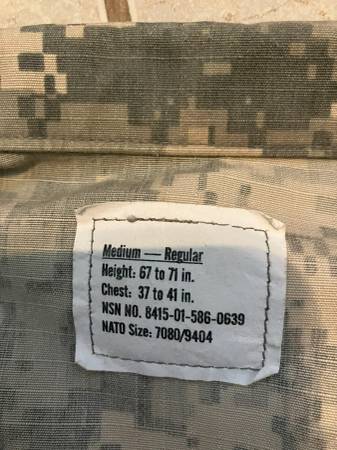 Medium — Regular
Height: 67 to 71 in.
Chest: 37 to 41 in.
NSN NO. 8415-01-586-0639
NATO Size: 7080/9404